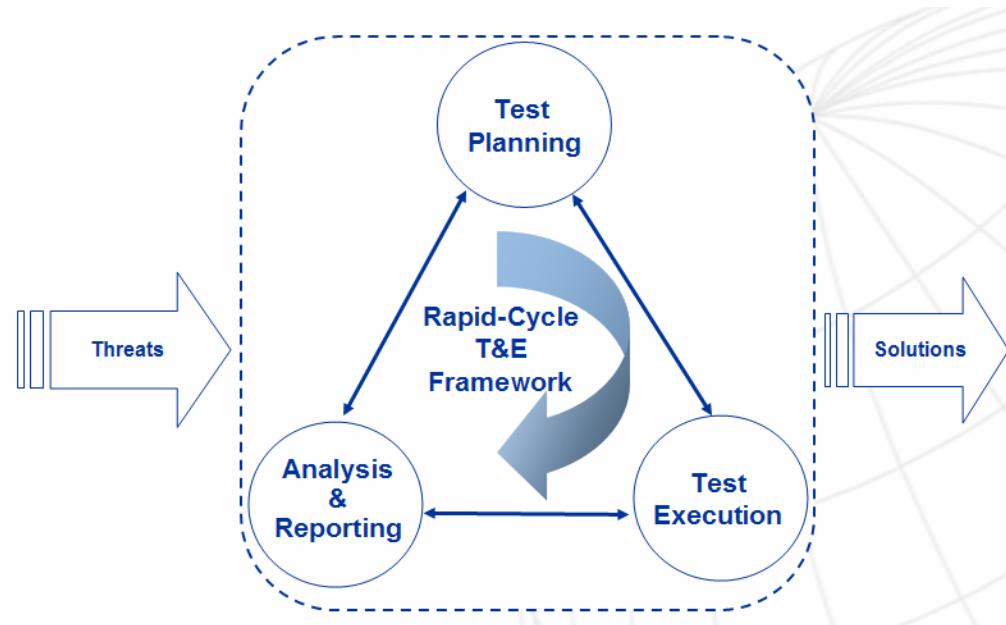 Test
Planning
Threats
Rapid-Cycle
T&E
Framework
Solutions
Analysis
&
Reporting
Test
Execution